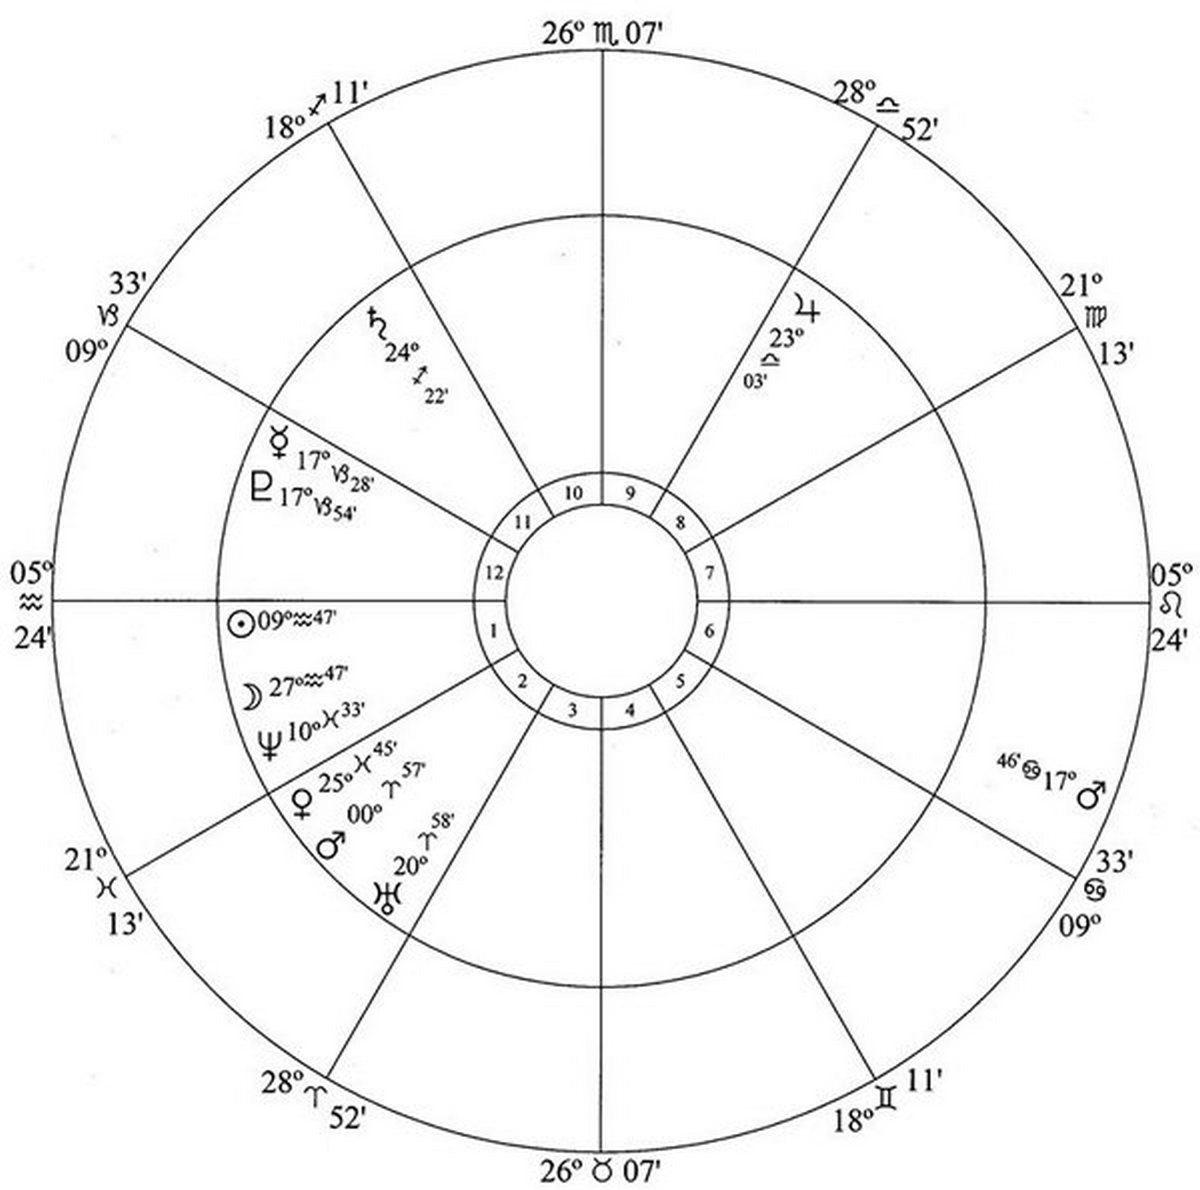 26° ♏ 07'
28° ♎ 52'
21° ♍ 13'
05° ♌ 24'
33' ♋ 09°
11' ♊ 18°
26° ♉ 07'
28° ♈ 52'
21° ♓ 13'
05° ♒ 24'
33' ♑ 09°
18° ♐ 11'
♄ 24° ♐ 22'
♃ 23° ♎ 03'
☿ 17° ♑ 28'
♇ 17° ♑ 54'
☉ 09° ♒ 47'
☽ 27° ♒ 47'
♆ 10° ♓ 33'
♀ 25° ♓ 45'
♂ 00° ♈ 57'
♅ 20° ♈ 58'
46' ♋ 17° ♂
10
9
11
8
12
7
1
6
2
5
3
4